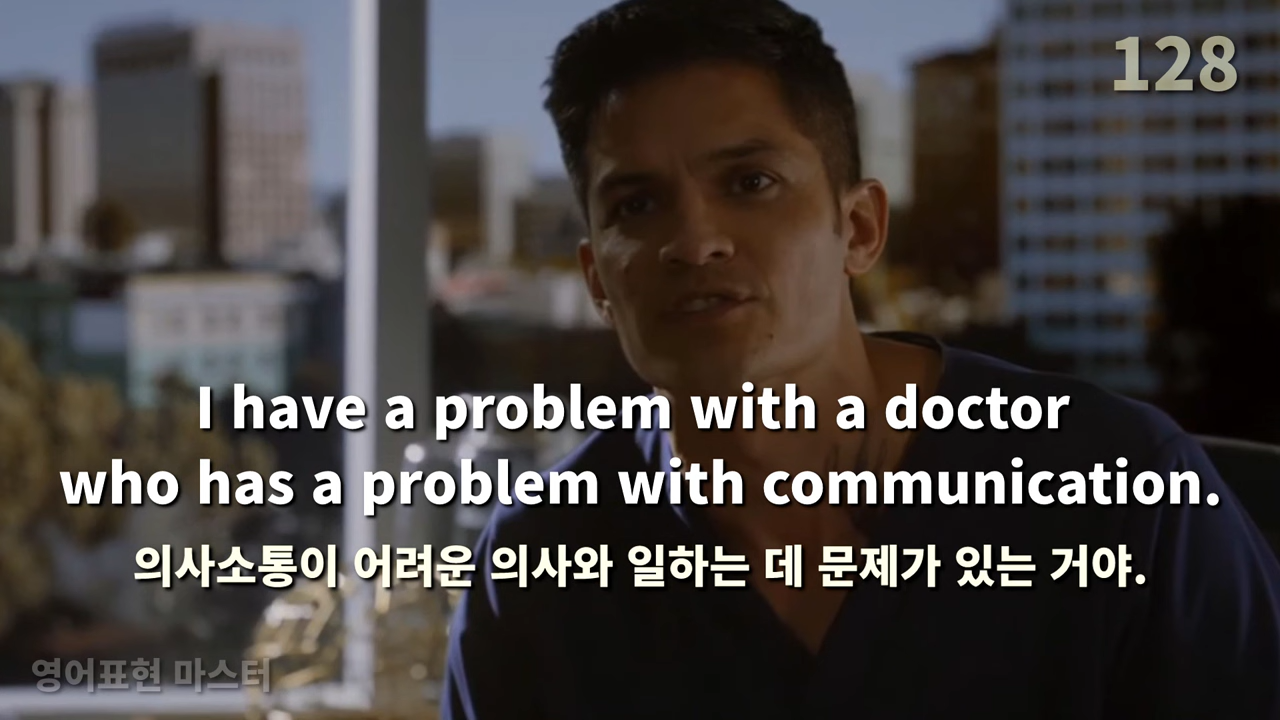 128
I have a problem with a doctor
who has a problem with communication.
의사소통이 어려운 의사와 일하는 데 문제가 있는 거야.
영어표현 마스터